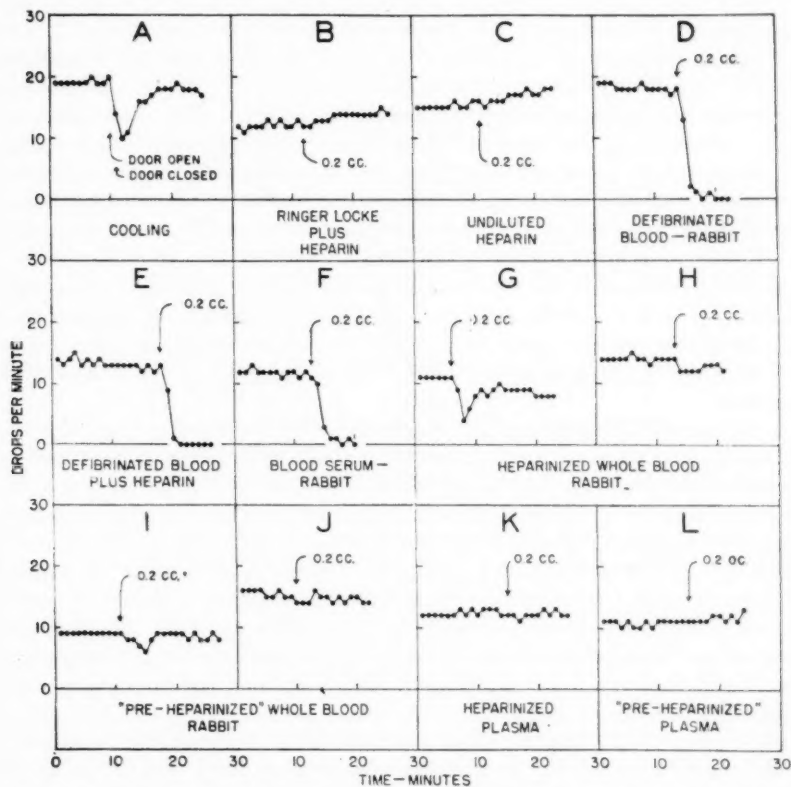 30
20
10
0
A
B
C
D
DOOR OPEN
DOOR CLOSED
0.2 CC.
0.2 CC.
0.2 CC.
COOLING
RINGER LOCKE
PLUS
HEPARIN
UNDILUTED
HEPARIN
DEFIBRINATED
BLOOD—RABBIT
30
20
10
0
E
F
G
H
0.2 CC.
0.2 CC.
0.2 CC.
0.2 CC.
DEFIBRINATED BLOOD
PLUS HEPARIN
BLOOD SERUM—
RABBIT
HEPARINIZED WHOLE BLOOD
RABBIT
DROPS PER MINUTE
30
20
10
0
I
J
K
L
0.2 CC.
0.2 CC.
0.2 CC.
0.2 CC
"PRE-HEPARINIZED" WHOLE BLOOD
RABBIT
HEPARINIZED
PLASMA
"PRE-HEPARINIZED"
PLASMA
0 10 20 30 10 20 30 10 20 30 10 20 30
TIME—MINUTES